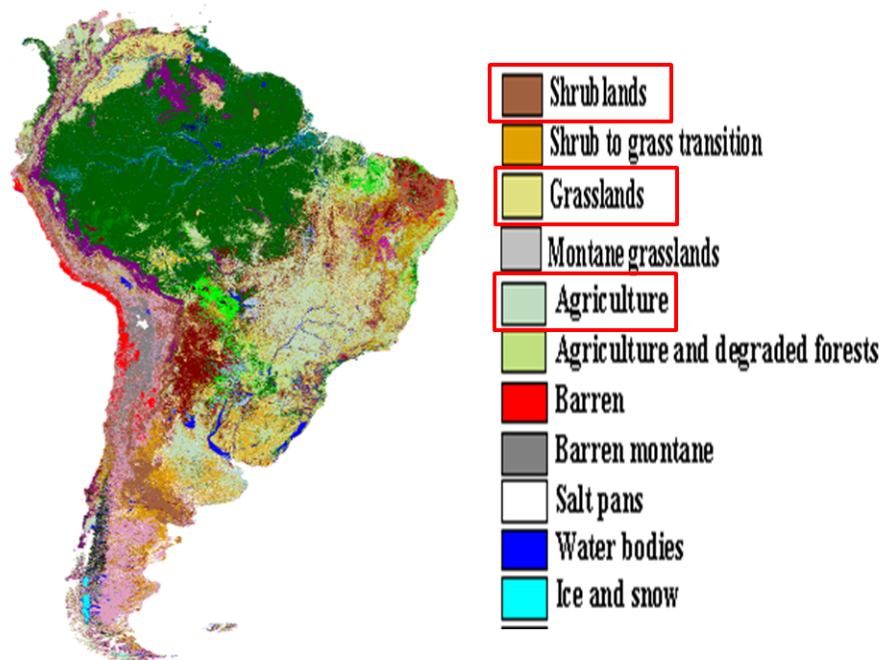 Shrublands
Shrub to grass transition
Grasslands
Montane grasslands
Agriculture
Agriculture and degraded forests
Barren
Barren montane
Salt pans
Water bodies
Ice and snow